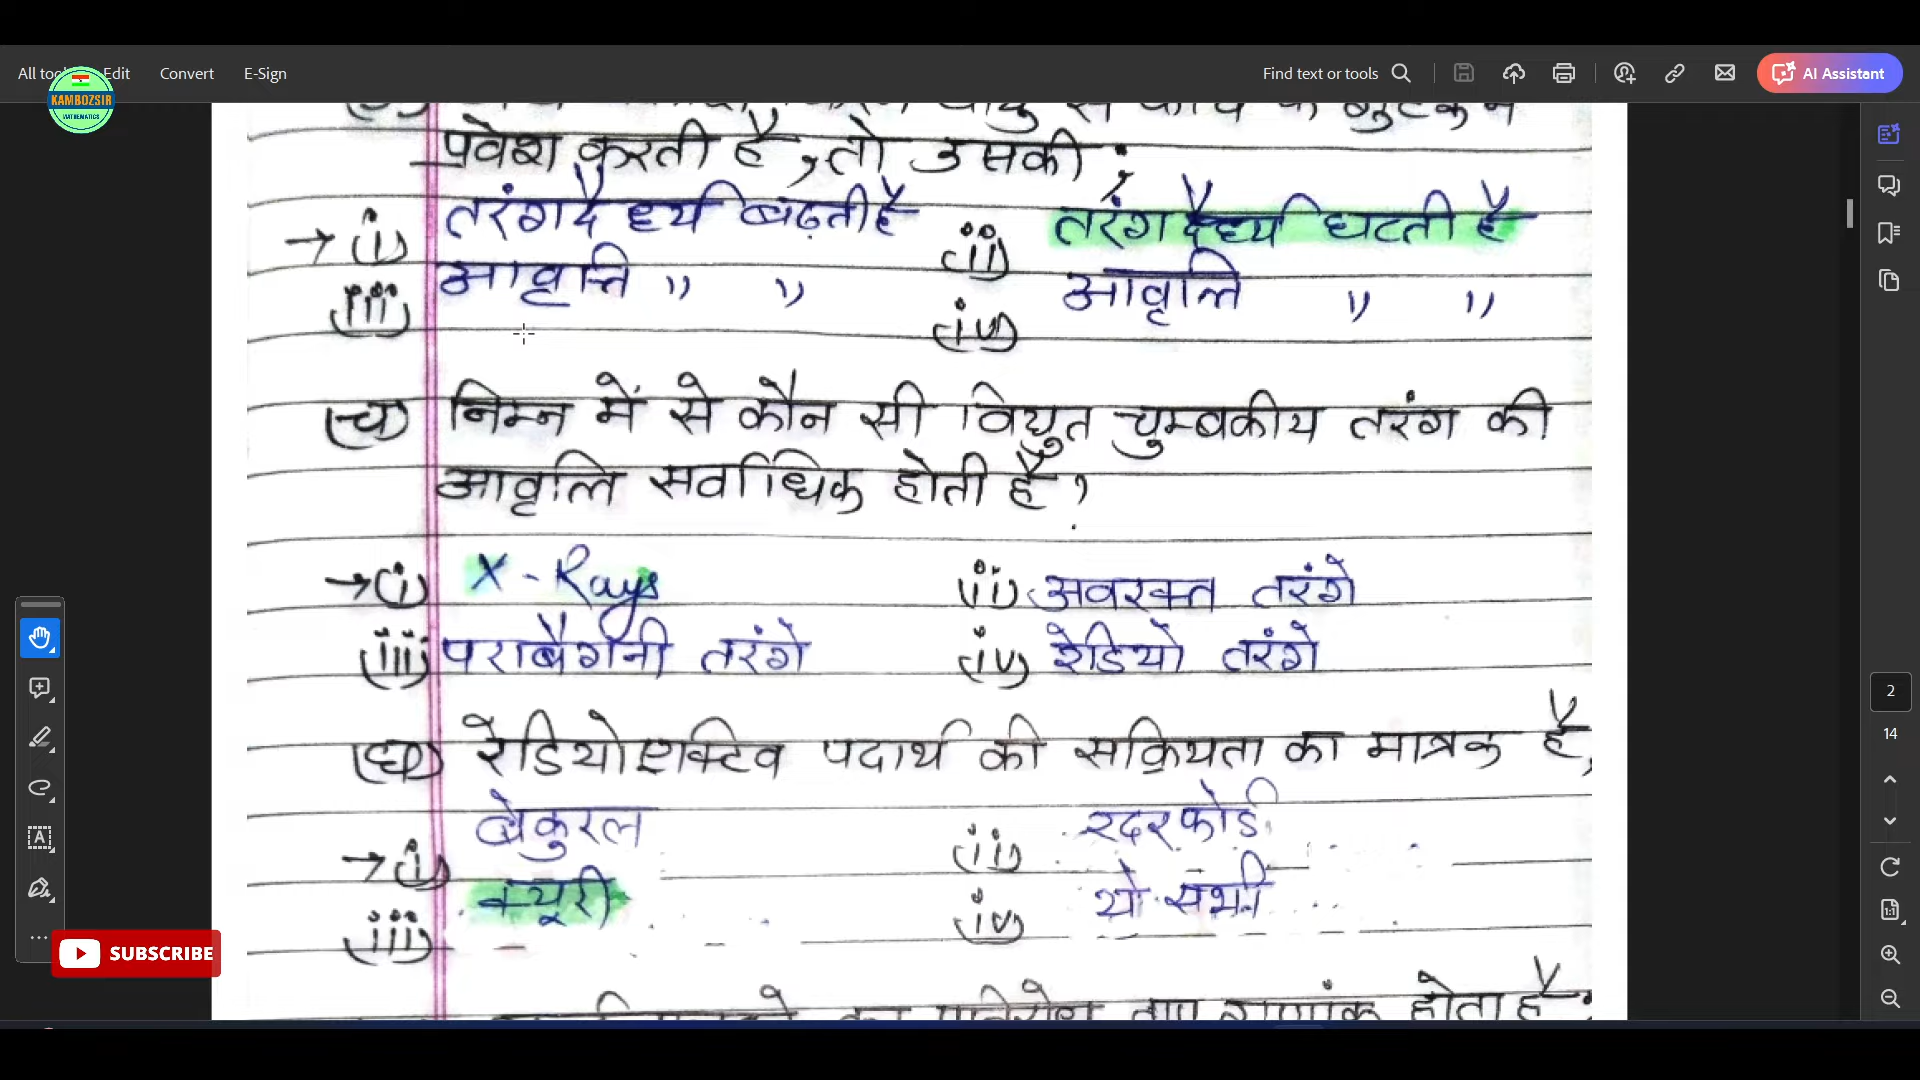 All to Edit Convert E-Sign Find text or tools AI Assistant
KAMBOZSIR
MATHEMATICS
प्रवेश करती है, तो उसकी ;
→ (i) तरंगदैर्ध्य बढ़ती है (ii) तरंगदैर्ध्य घटती है
(iii) आवृत्ति " " (iv) आवृत्ति " "
(च) निम्न में से कौन सी विद्युत चुम्बकीय तरंग की
आवृत्ति सर्वाधिक होती है?
→ (i) X - Rays (ii) अवरक्त तरंगे
(iii) पराबैगनी तरंगे (iv) रेडियो तरंगे
(घ) रेडियोएक्टिव पदार्थ की सक्रियता का मात्रक है,
→ (i) बेकुरल (ii) रदरफोर्ड
(iii) क्यूरी (iv) ये सभी
होता है
2
14
SUBSCRIBE